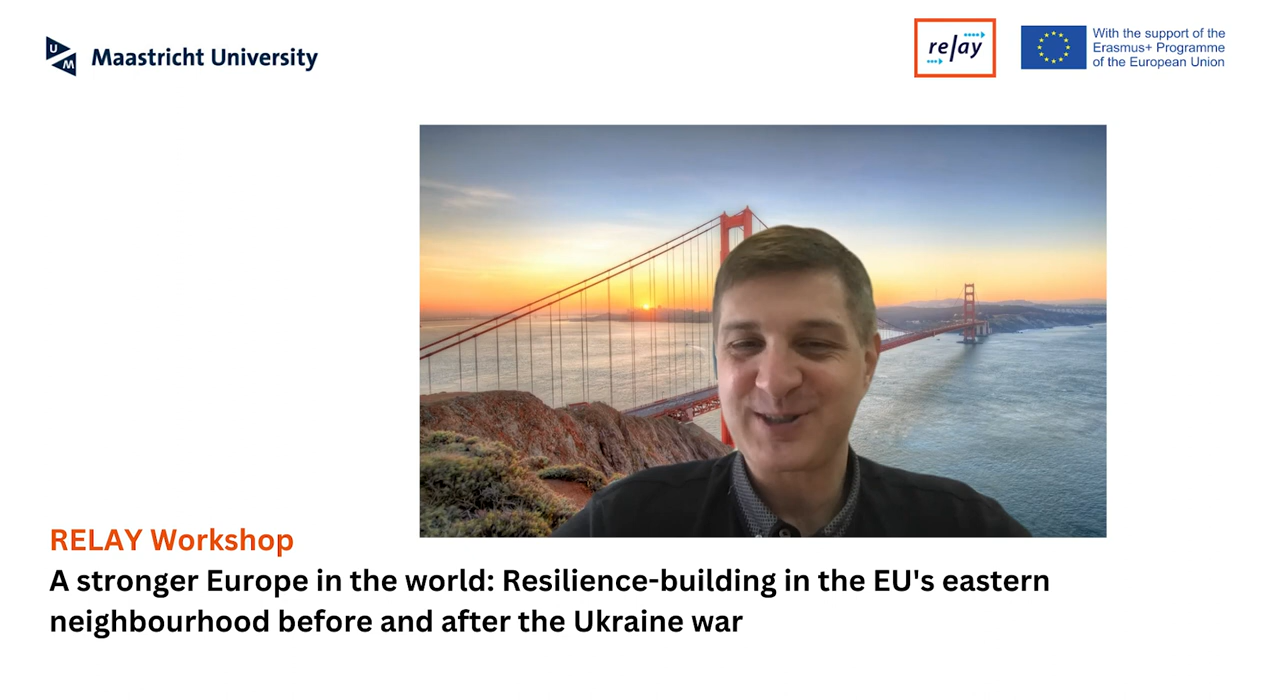 UM
Maastricht University
relay
With the support of the
Erasmus+ Programme
of the European Union
RELAY Workshop
A stronger Europe in the world: Resilience-building in the EU's eastern
neighbourhood before and after the Ukraine war